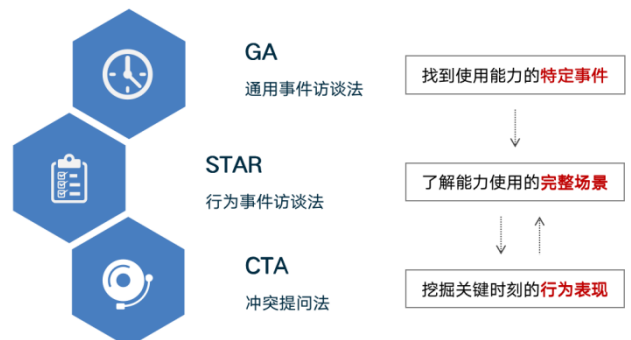 GA
通用事件访谈法
找到使用能力的特定事件
STAR
行为事件访谈法
了解能力使用的完整场景
CTA
冲突提问法
挖掘关键时刻的行为表现